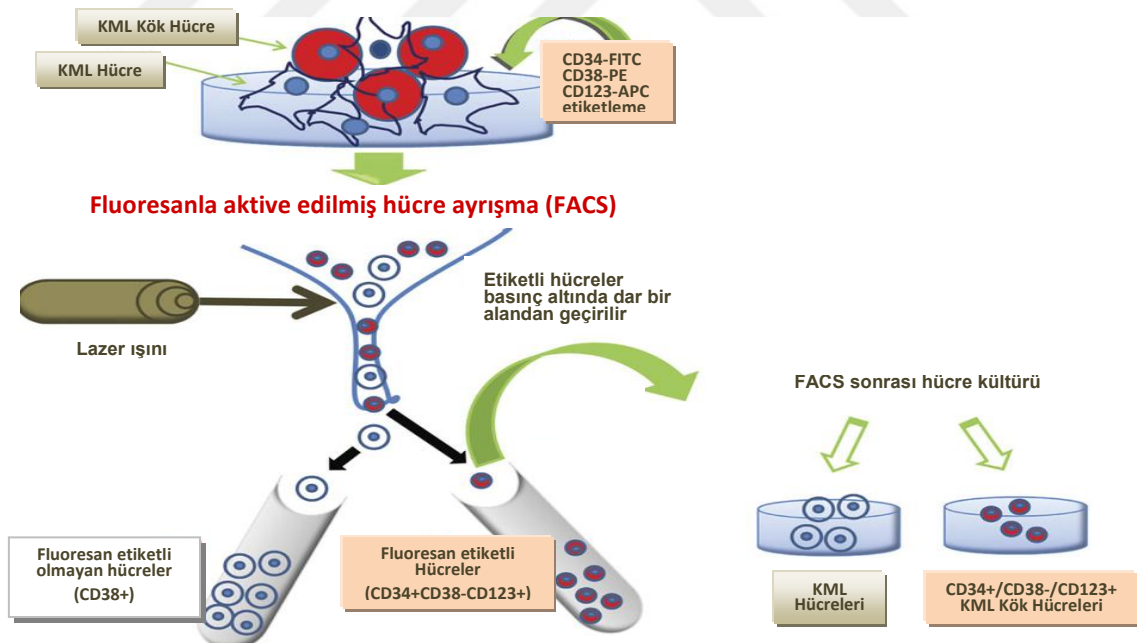 KML Kök Hücre
KML Hücre
CD34-FITC
CD38-PE
CD123-APC
etiketleme
Fluoresanla aktive edilmiş hücre ayrışma (FACS)
Etiketli hücreler
basınç altında dar bir
alandan geçirilir
Lazer ışını
FACS sonrası hücre kültürü
Fluoresan etiketli
olmayan hücreler
(CD38+)
Fluoresan etiketli
Hücreler
(CD34+CD38-CD123+)
KML
Hücreleri
CD34+/CD38-/CD123+
KML Kök Hücreleri